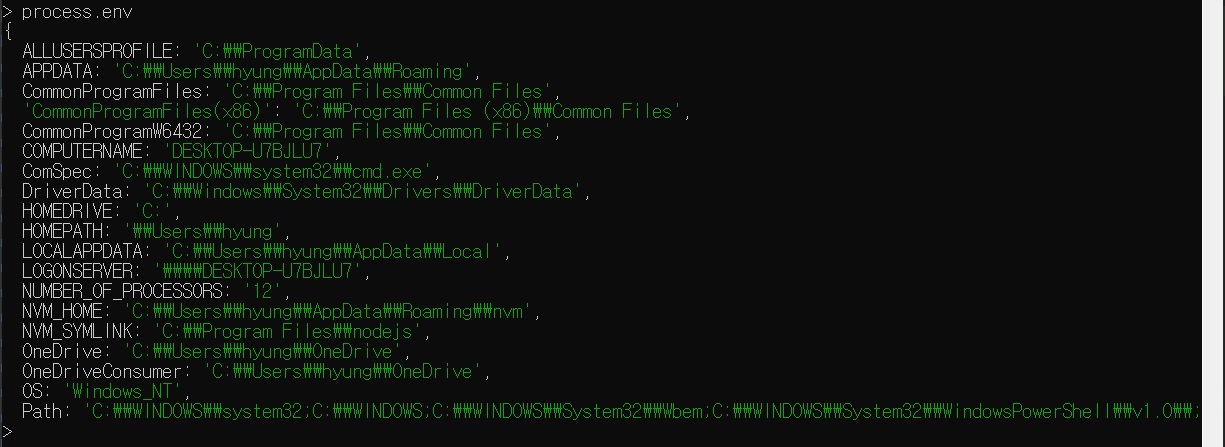 > process.env
{
  ALLUSERSPROFILE: 'C:₩₩ProgramData',
  APPDATA: 'C:₩₩Users₩₩hyung₩₩AppData₩₩Roaming',
  CommonProgramFiles: 'C:₩₩Program Files₩₩Common Files',
  'CommonProgramFiles(x86)': 'C:₩₩Program Files (x86)₩₩Common Files',
  CommonProgramW6432: 'C:₩₩Program Files₩₩Common Files',
  COMPUTERNAME: 'DESKTOP-U7BJLU7',
  ComSpec: 'C:₩₩WINDOWS₩₩system32₩₩cmd.exe',
  DriverData: 'C:₩₩Windows₩₩System32₩₩Drivers₩₩DriverData',
  HOMEDRIVE: 'C:',
  HOMEPATH: '₩₩Users₩₩hyung',
  LOCALAPPDATA: 'C:₩₩Users₩₩hyung₩₩AppData₩₩Local',
  LOGONSERVER: '₩₩₩₩DESKTOP-U7BJLU7',
  NUMBER_OF_PROCESSORS: '12',
  NVM_HOME: 'C:₩₩Users₩₩hyung₩₩AppData₩₩Roaming₩₩nvm',
  NVM_SYMLINK: 'C:₩₩Program Files₩₩nodejs',
  OneDrive: 'C:₩₩Users₩₩hyung₩₩OneDrive',
  OneDriveConsumer: 'C:₩₩Users₩₩hyung₩₩OneDrive',
  OS: 'Windows_NT',
  Path: 'C:₩₩WINDOWS₩₩system32;C:₩₩WINDOWS;C:₩₩WINDOWS₩₩System32₩₩Wbem;C:₩₩WINDOWS₩₩System32₩₩WindowsPowerShell₩₩v1.0₩₩;
>